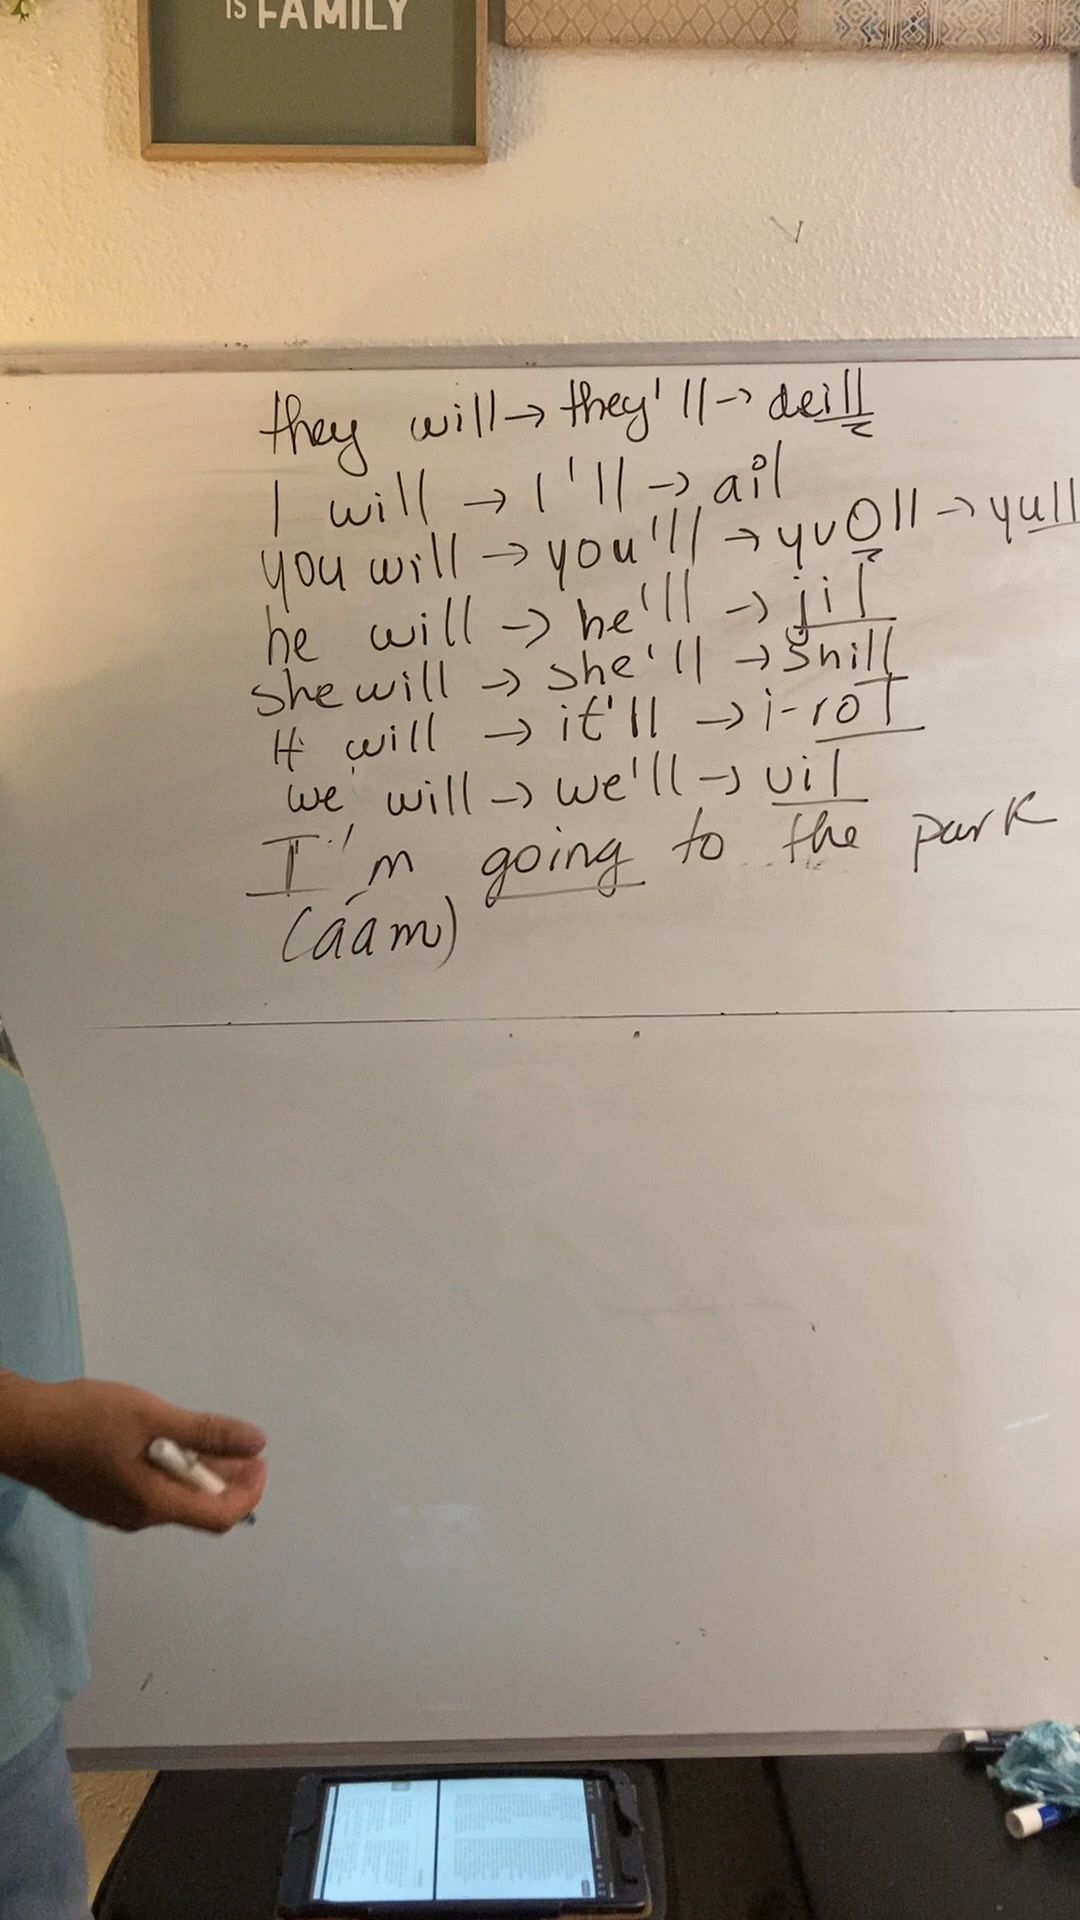 IS FAMILY
they will → they'll → deill
I will → I'll → ail
you will → you'll → yuOll → yull
he will → he'll → jil
she will → she'll → shill
It will → it'll → i-rol
we will → we'll → uil
I'm going to the park
(áám)